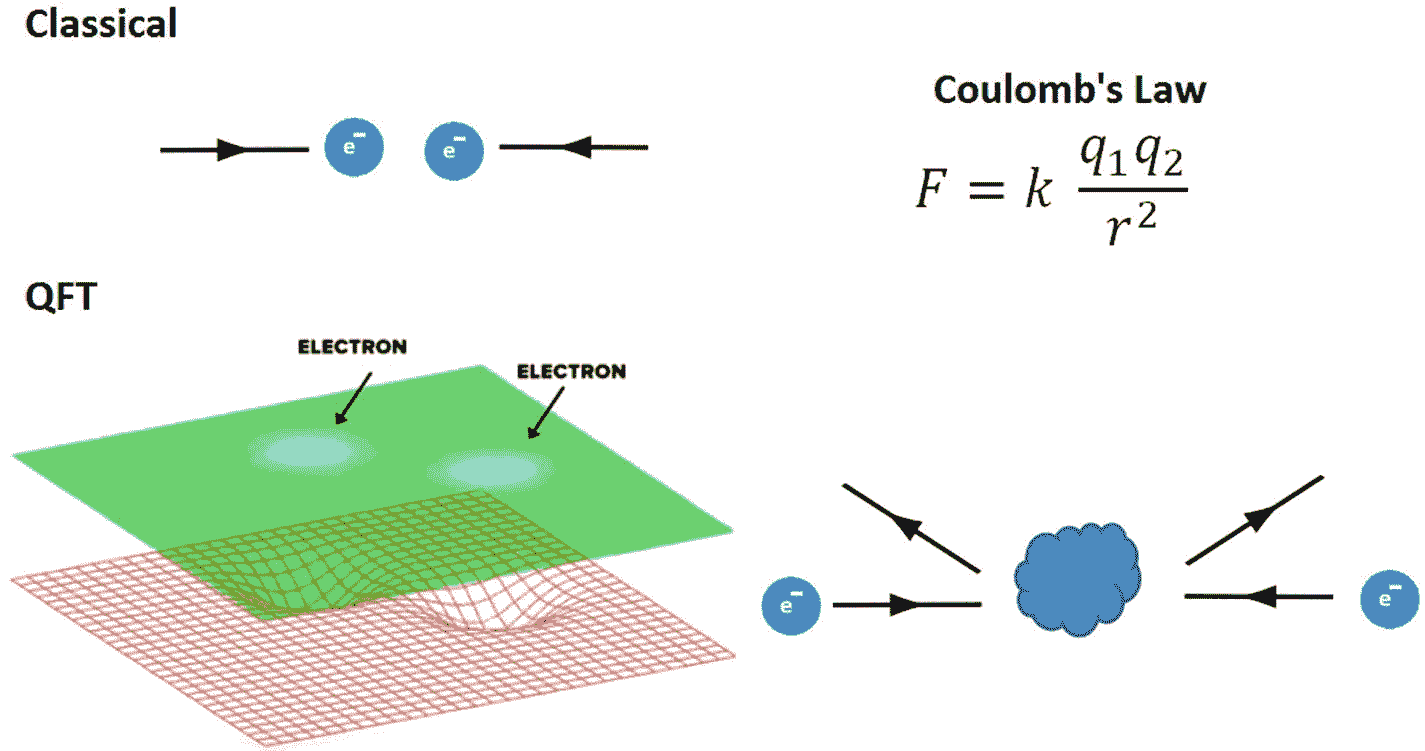 Classical
e⁻ e⁻
Coulomb's Law
F = k q₁q₂ / r²
QFT
ELECTRON
ELECTRON
e⁻ e⁻